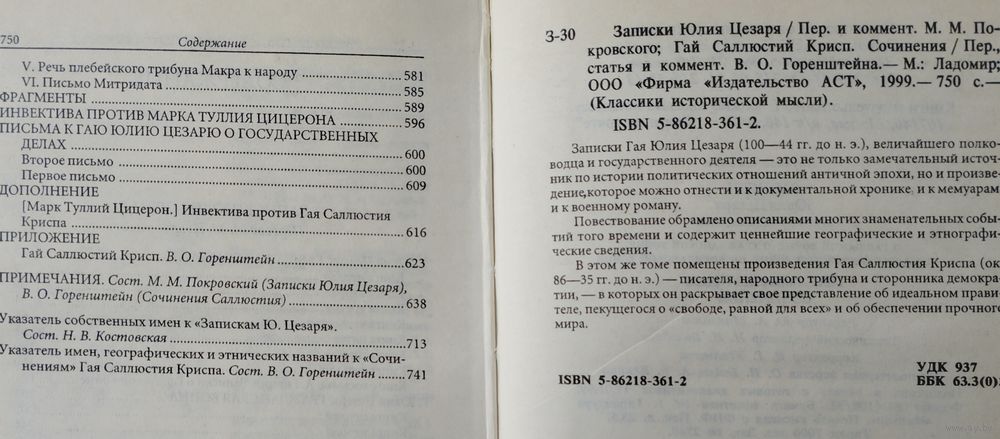 750
Содержание
V. Речь плебейского трибуна Макра к народу ........ 581
VI. Письмо Митридата ........ 585
ФРАГМЕНТЫ ........ 589
ИНВЕКТИВА ПРОТИВ МАРКА ТУЛЛИЯ ЦИЦЕРОНА ........ 596
ПИСЬМА К ГАЮ ЮЛИЮ ЦЕЗАРЮ О ГОСУДАРСТВЕННЫХ
ДЕЛАХ ........ 600
Второе письмо ........ 600
Первое письмо ........ 609
ДОПОЛНЕНИЕ
[Марк Туллий Цицерон.] Инвектива против Гая Саллюстия
Криспа ........ 616
ПРИЛОЖЕНИЕ
Гай Саллюстий Крисп. В. О. Горенштейн ........ 623
ПРИМЕЧАНИЯ. Сост. М. М. Покровский (Записки Юлия Цезаря),
В. О. Горенштейн (Сочинения Саллюстия) ........ 638
Указатель собственных имен к «Запискам Ю. Цезаря».
Сост. Н. В. Костовская ........ 713
Указатель имен, географических и этнических названий к «Сочи-
нениям» Гая Саллюстия Криспа. Сост. В. О. Горенштейн ........ 741
З-30
Записки Юлия Цезаря / Пер. и коммент. М. М. По-
кровского; Гай Саллюстий Крисп. Сочинения / Пер.,
статья и коммент. В. О. Горенштейна.— М.: Ладомир;
ООО «Фирма «Издательство АСТ», 1999.— 750 с.—
(Классики исторической мысли).
ISBN 5-86218-361-2.
Записки Гая Юлия Цезаря (100—44 гг. до н. э.), величайшего полко-
водца и государственного деятеля — это не только замечательный источ-
ник по истории политических отношений античной эпохи, но и произве-
дение,которое можно отнести и к документальной хронике, и к мемуарам
и к военному роману.
Повествование обрамлено описаниями многих знаменательных собы-
тий того времени и содержит ценнейшие географические и этнографи-
ческие сведения.
В этом же томе помещены произведения Гая Саллюстия Криспа (ок
86—35 гг. до н. э.) — писателя, народного трибуна и сторонника демокра-
тии, — в которых он раскрывает свое представление об идеальном прави-
теле, пекущегося о «свободе, равной для всех» и об обеспечении прочного
мира.
УДК 937
ISBN 5-86218-361-2
ББК 63.3(0)